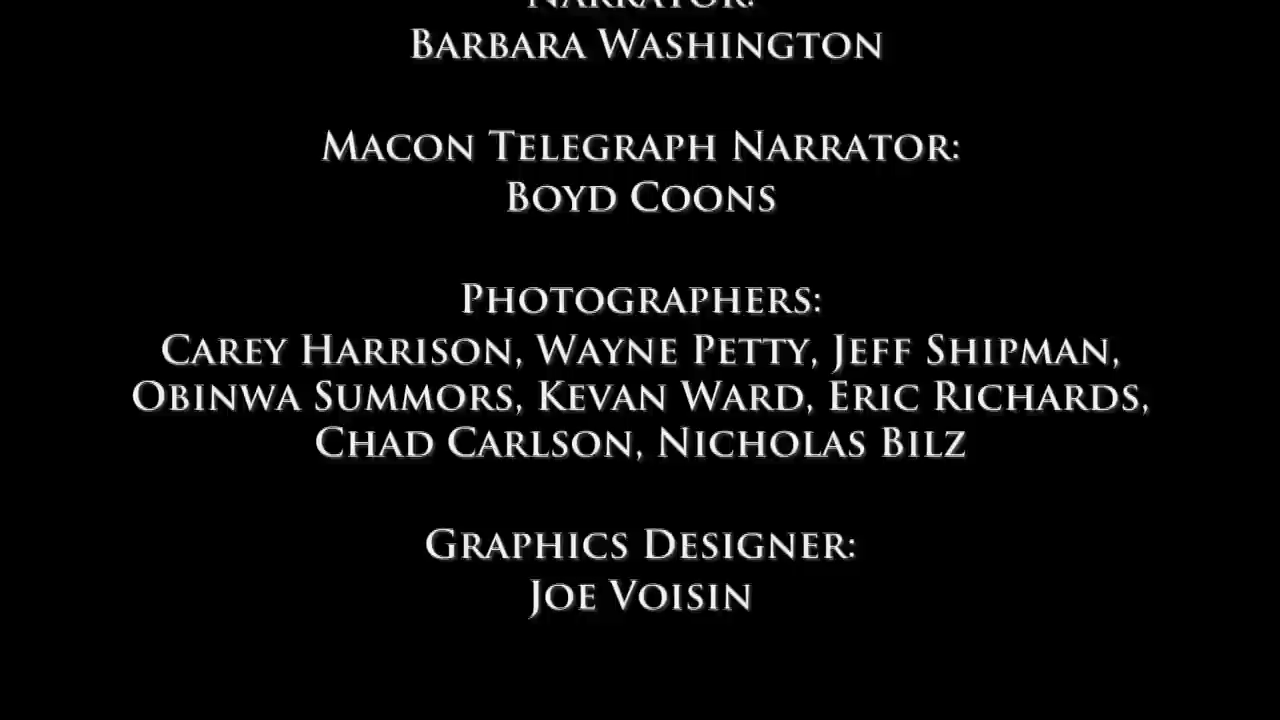 NARRATOR:
BARBARA WASHINGTON
MACON TELEGRAPH NARRATOR:
BOYD COONS
PHOTOGRAPHERS:
CAREY HARRISON, WAYNE PETTY, JEFF SHIPMAN,
OBINWA SUMMORS, KEVAN WARD, ERIC RICHARDS,
CHAD CARLSON, NICHOLAS BILZ
GRAPHICS DESIGNER:
JOE VOISIN